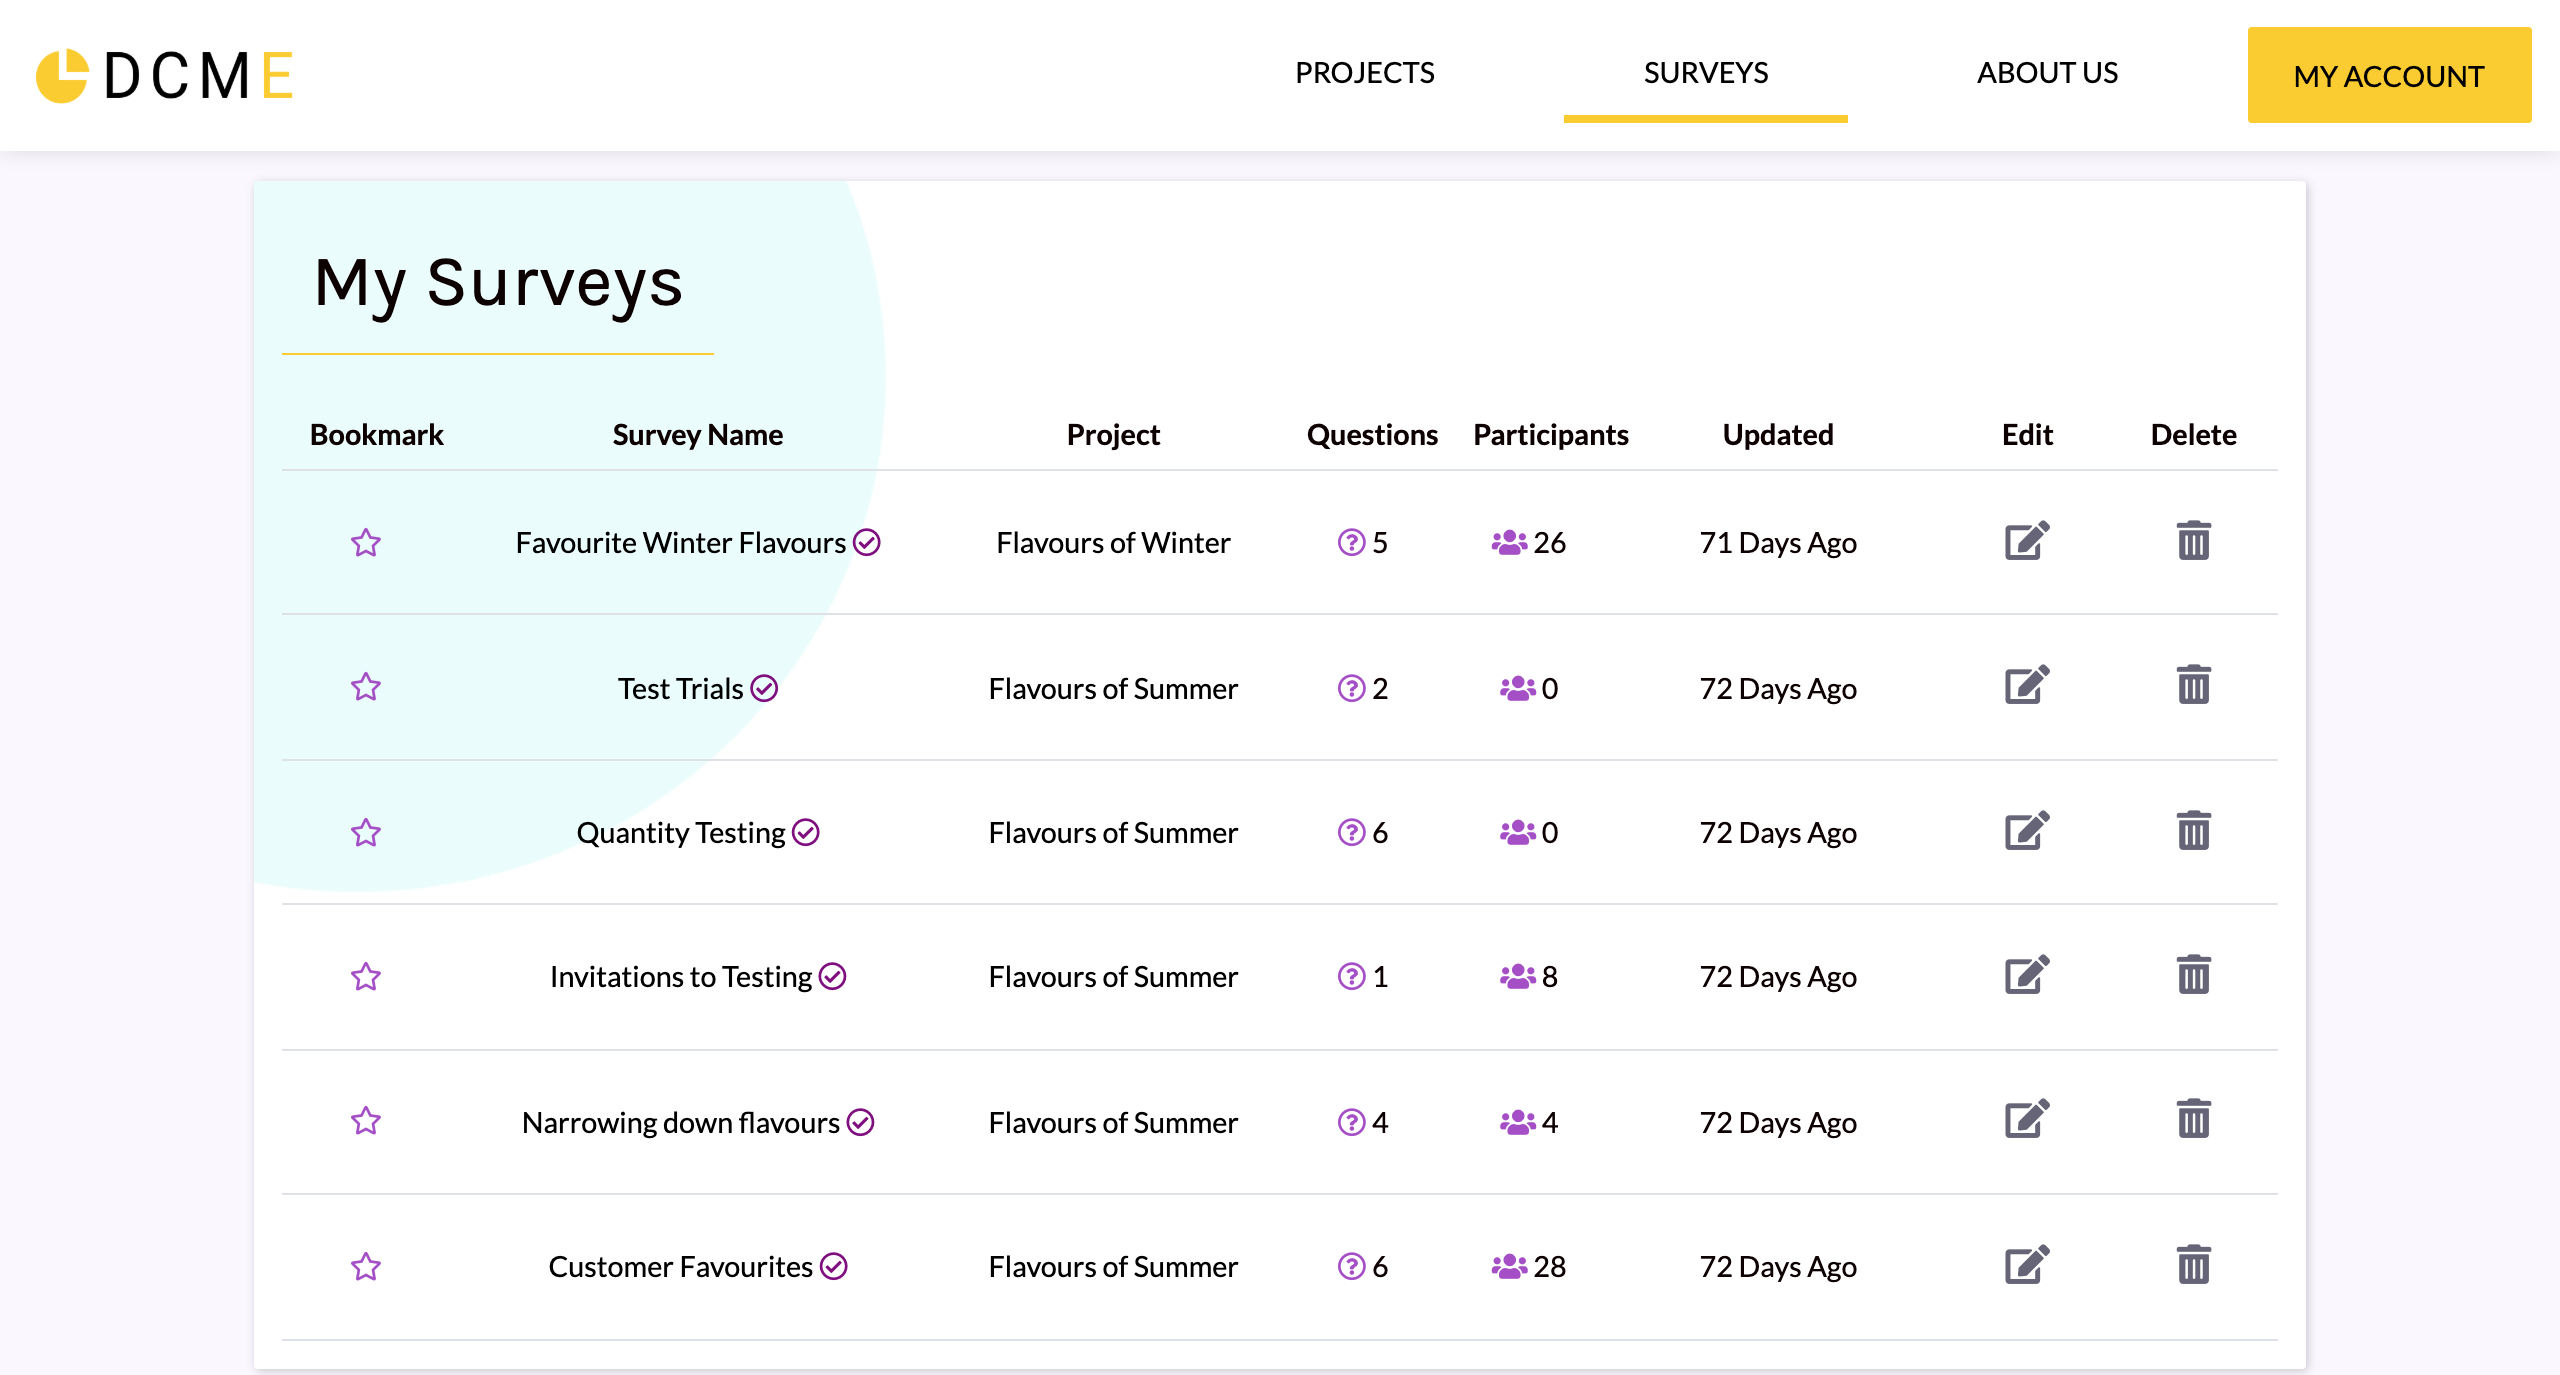 DCME PROJECTS SURVEYS ABOUT US MY ACCOUNT
My Surveys
Bookmark Survey Name Project Questions Participants Updated Edit Delete
Favourite Winter Flavours Flavours of Winter 5 26 71 Days Ago
Test Trials Flavours of Summer 2 0 72 Days Ago
Quantity Testing Flavours of Summer 6 0 72 Days Ago
Invitations to Testing Flavours of Summer 1 8 72 Days Ago
Narrowing down flavours Flavours of Summer 4 4 72 Days Ago
Customer Favourites Flavours of Summer 6 28 72 Days Ago